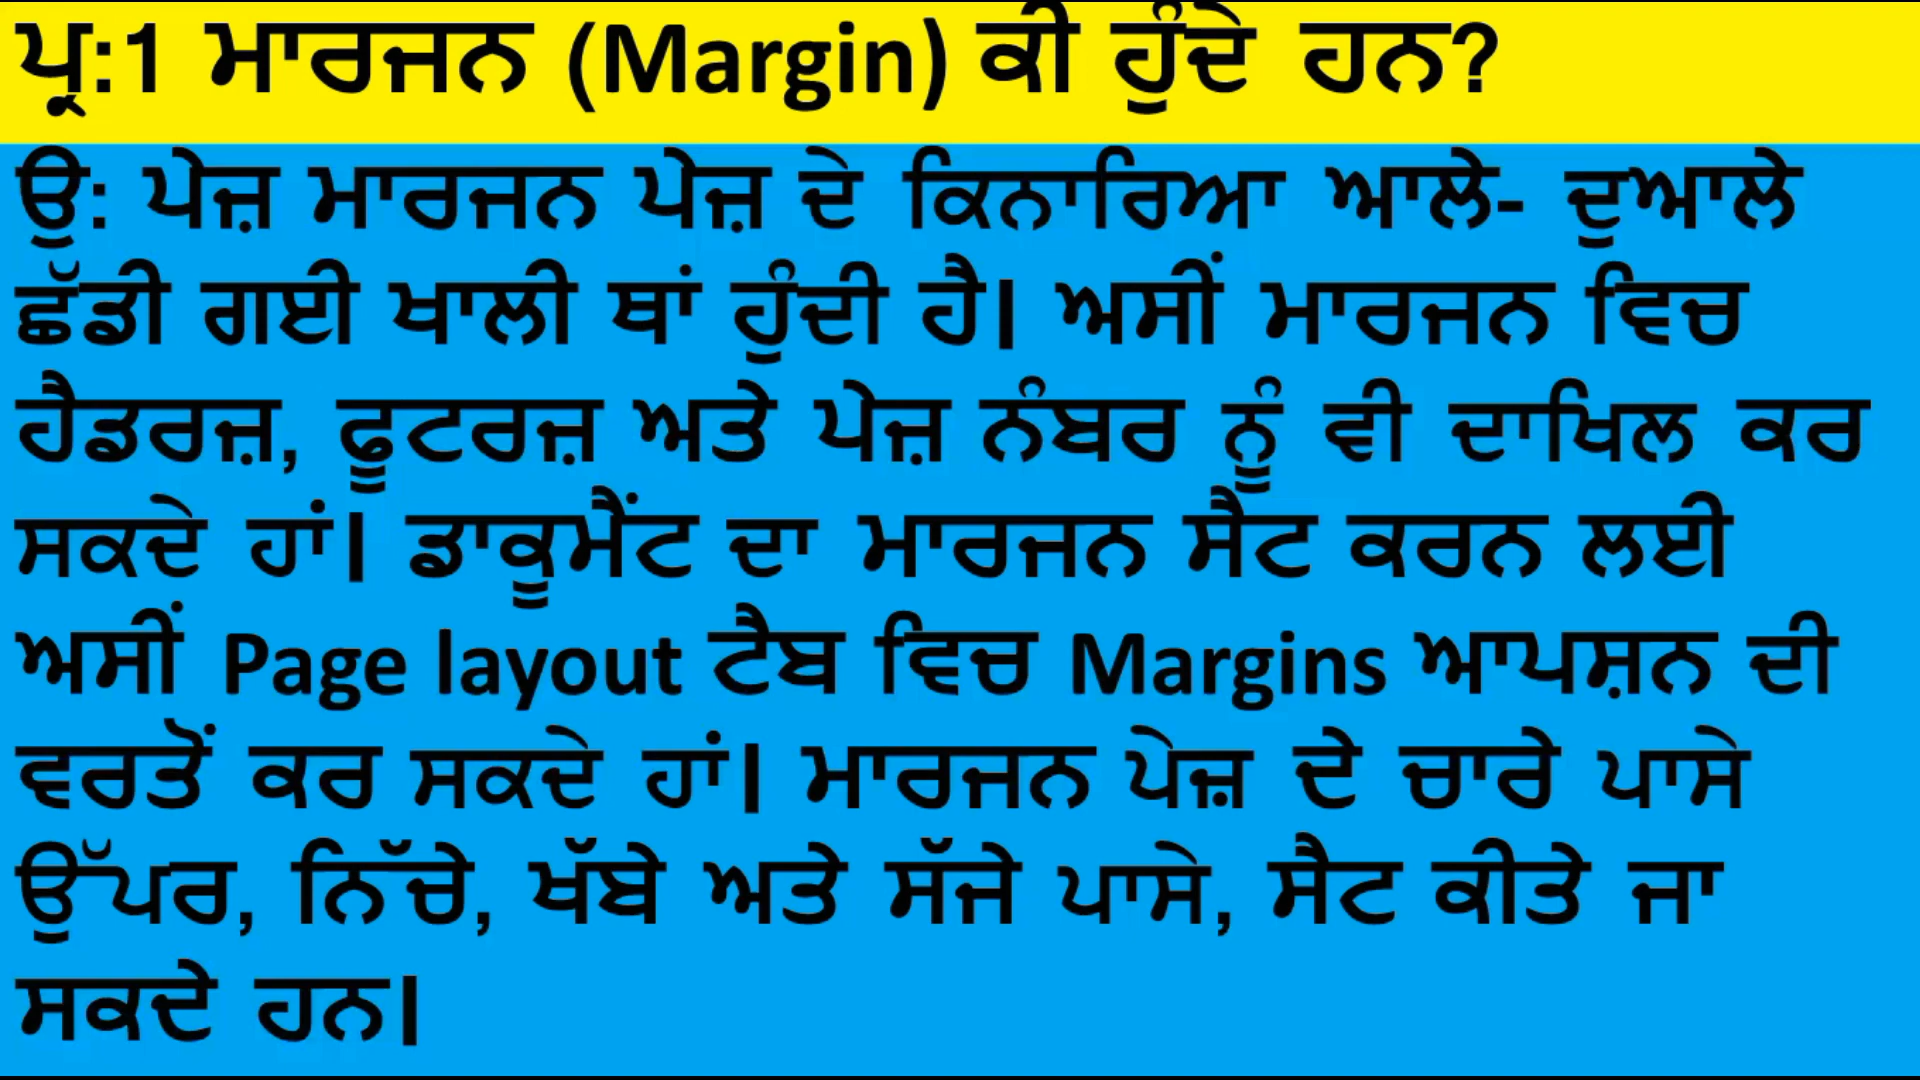 ਪ੍ਰ:1 ਮਾਰਜਨ (Margin) ਕੀ ਹੁੰਦੇ ਹਨ?
ਉ: ਪੇਜ਼ ਮਾਰਜਨ ਪੇਜ਼ ਦੇ ਕਿਨਾਰਿਆ ਆਲੇ- ਦੁਆਲੇ
ਛੱਡੀ ਗਈ ਖਾਲੀ ਥਾਂ ਹੁੰਦੀ ਹੈ। ਅਸੀਂ ਮਾਰਜਨ ਵਿਚ
ਹੈਡਰਜ਼, ਫੂਟਰਜ਼ ਅਤੇ ਪੇਜ਼ ਨੰਬਰ ਨੂੰ ਵੀ ਦਾਖਿਲ ਕਰ
ਸਕਦੇ ਹਾਂ। ਡਾਕੂਮੈਂਟ ਦਾ ਮਾਰਜਨ ਸੈਟ ਕਰਨ ਲਈ
ਅਸੀਂ Page layout ਟੈਬ ਵਿਚ Margins ਆਪਸ਼ਨ ਦੀ
ਵਰਤੋਂ ਕਰ ਸਕਦੇ ਹਾਂ। ਮਾਰਜਨ ਪੇਜ਼ ਦੇ ਚਾਰੇ ਪਾਸੇ
ਉੱਪਰ, ਨਿੱਚੇ, ਖੱਬੇ ਅਤੇ ਸੱਜੇ ਪਾਸੇ, ਸੈਟ ਕੀਤੇ ਜਾ
ਸਕਦੇ ਹਨ।